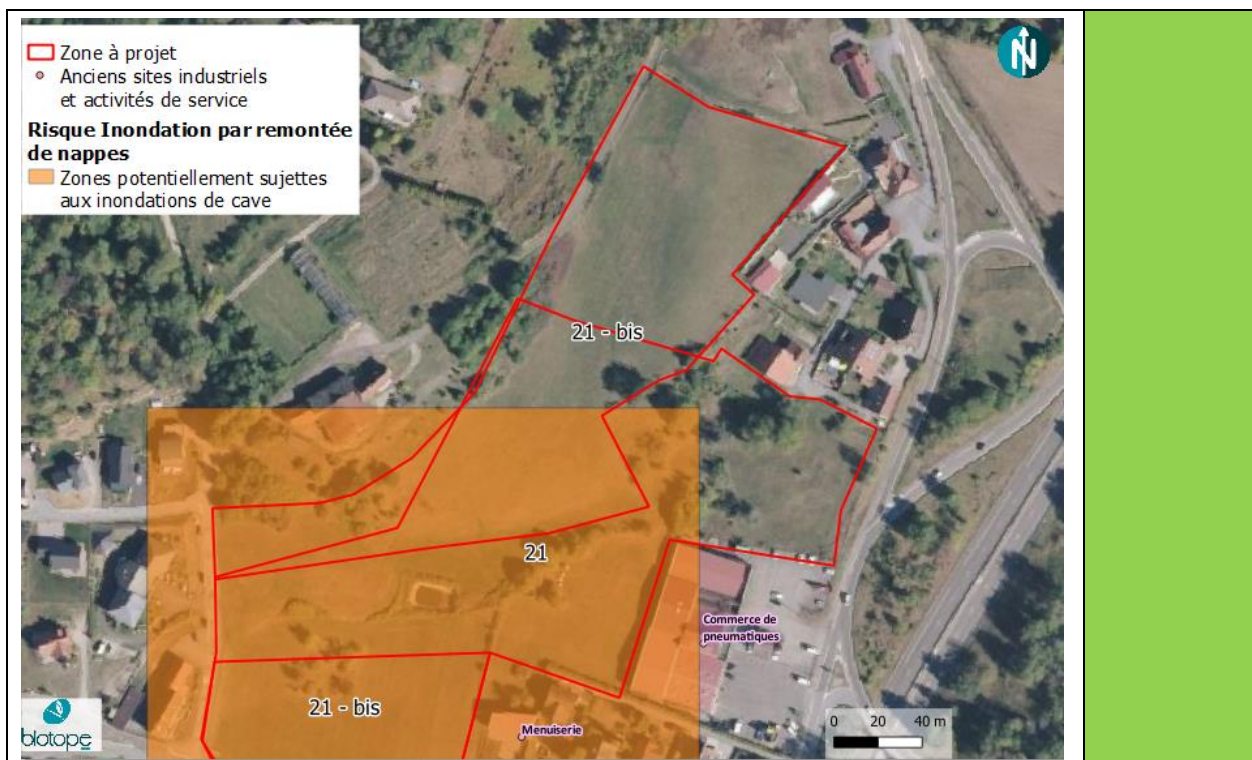 Zone à projet
Anciens sites industriels
et activités de service
Risque Inondation par remontée
de nappes
Zones potentiellement sujettes
aux inondations de cave
N
21 - bis
21
Commerce de
pneumatiques
21 - bis
Menuiserie
biotope
0 20 40 m